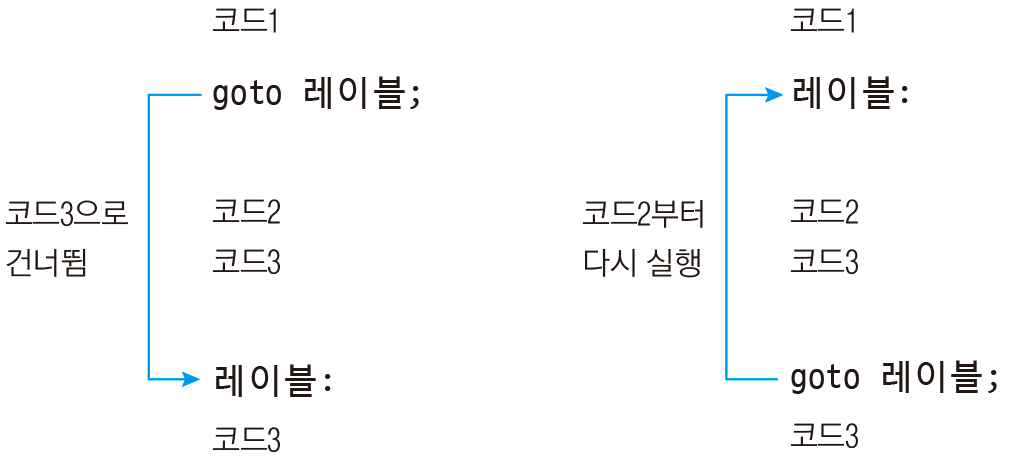 코드1
goto 레이블;
코드3으로
건너뜀
코드2
코드3
레이블:
코드3
코드1
레이블:
코드2부터
다시 실행
코드2
코드3
goto 레이블;
코드3